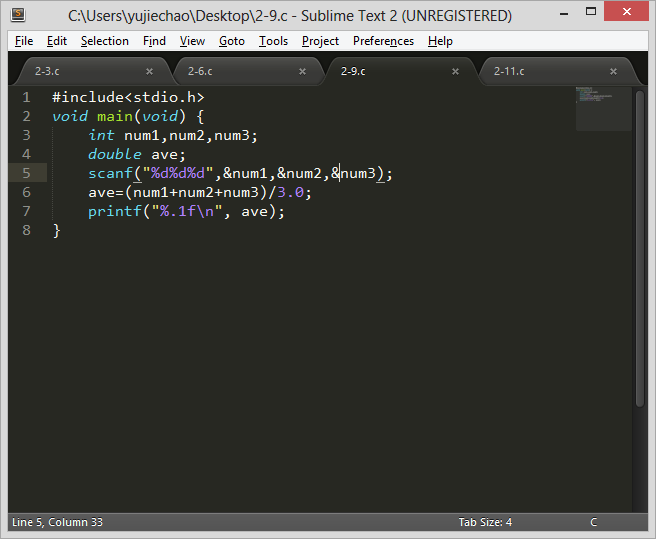 C:\Users\yujiechao\Desktop\2-9.c - Sublime Text 2 (UNREGISTERED)
File Edit Selection Find View Goto Tools Project Preferences Help
2-3.c 2-6.c 2-9.c 2-11.c
1 #include<stdio.h>
2 void main(void) {
3     int num1,num2,num3;
4     double ave;
5     scanf("%d%d%d",&num1,&num2,&num3);
6     ave=(num1+num2+num3)/3.0;
7     printf("%.1f\n", ave);
8 }
Line 5, Column 33 Tab Size: 4 C